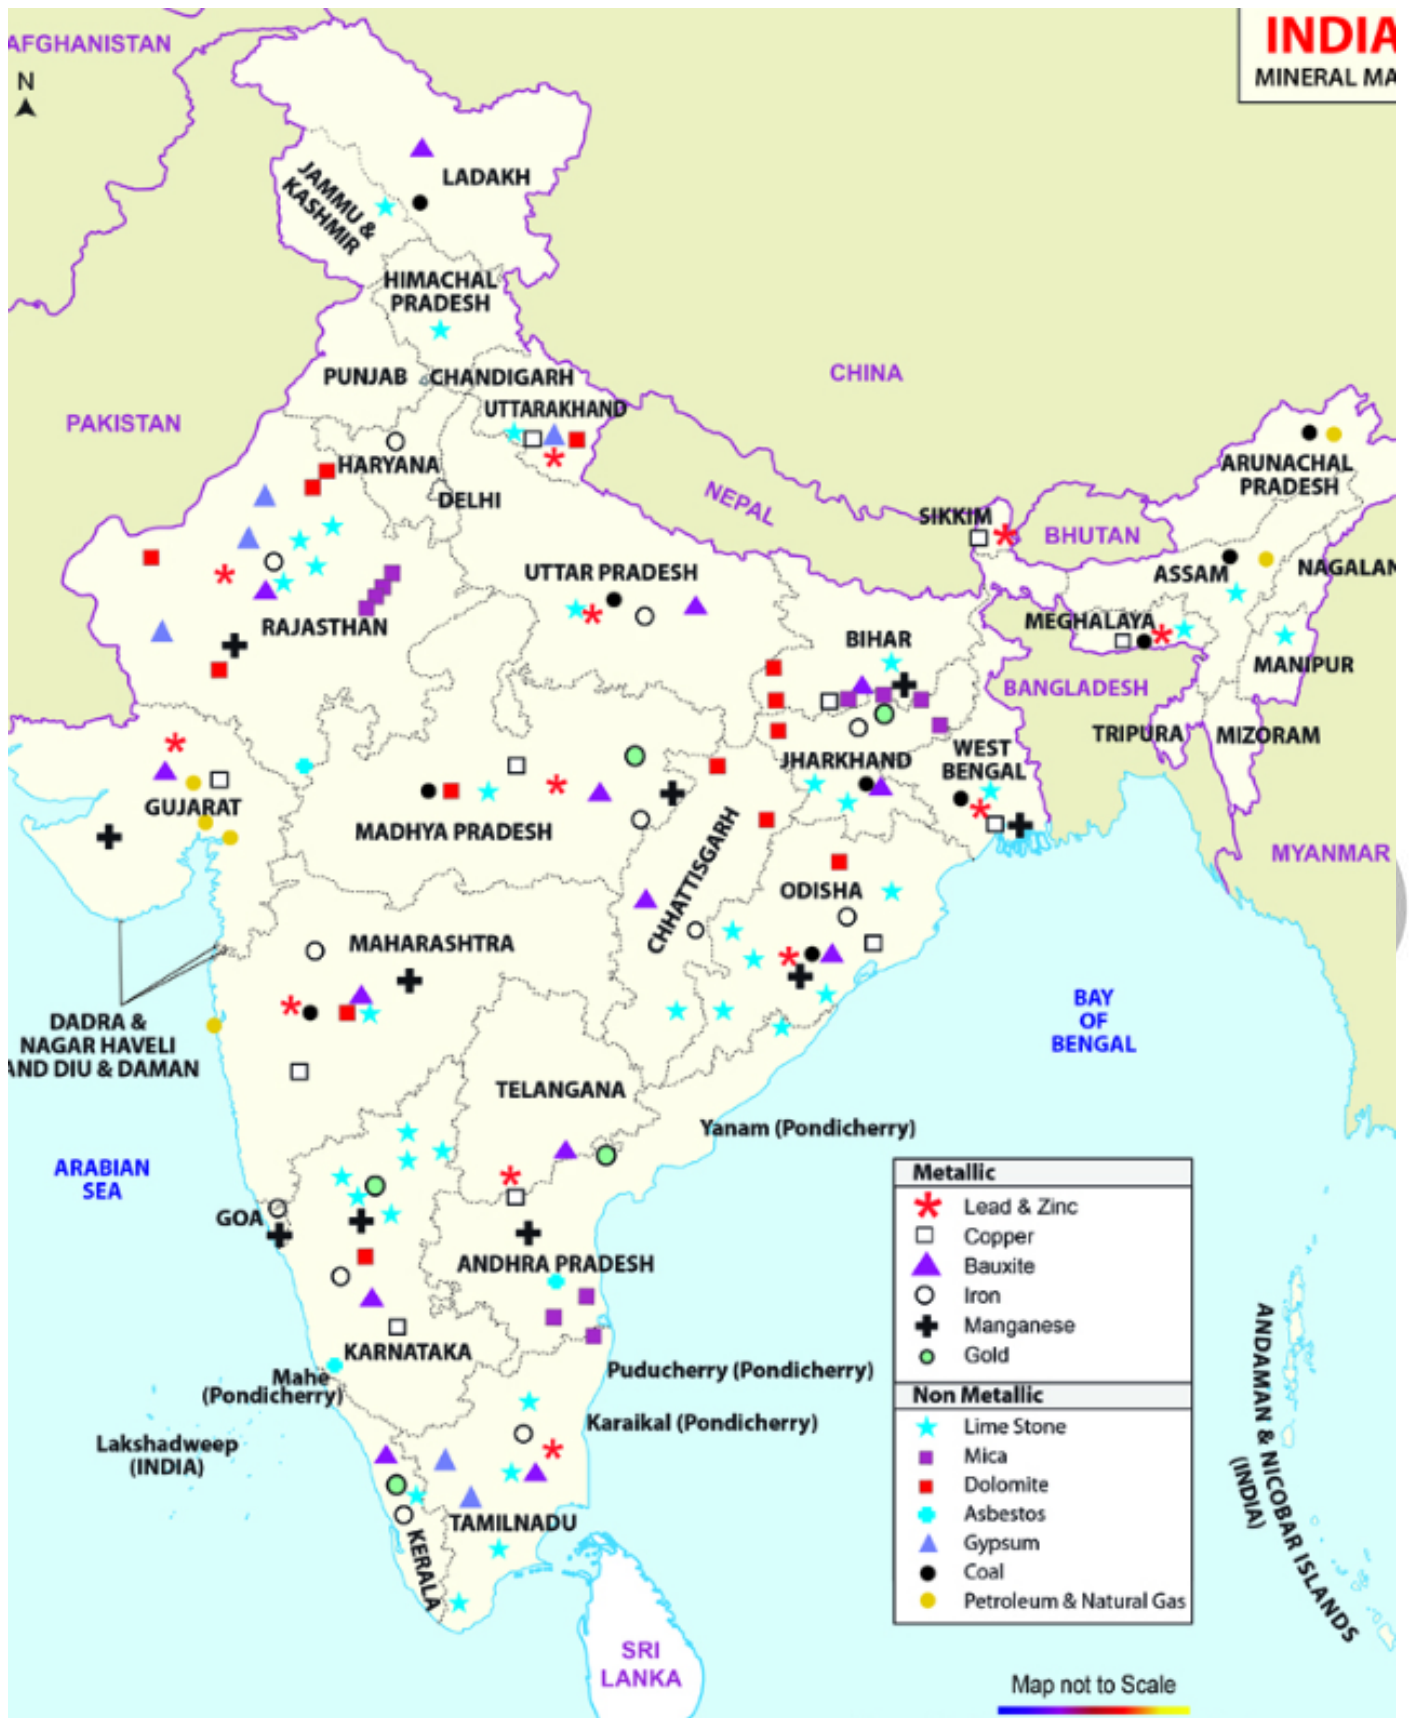 INDIA
MINERAL MA
AFGHANISTAN
N
LADAKH
JAMMU &
KASHMIR
HIMACHAL
PRADESH
PUNJAB
CHANDIGARH
CHINA
UTTARAKHAND
PAKISTAN
HARYANA
DELHI
ARUNACHAL
PRADESH
NEPAL
SIKKIM
BHUTAN
UTTAR PRADESH
ASSAM
NAGALAN
RAJASTHAN
BIHAR
MEGHALAYA
MANIPUR
BANGLADESH
TRIPURA
MIZORAM
JHARKHAND
WEST
BENGAL
GUJARAT
MADHYA PRADESH
CHHATTISGARH
MYANMAR
ODISHA
MAHARASHTRA
DADRA &
NAGAR HAVELI
AND DIU & DAMAN
BAY
OF
BENGAL
TELANGANA
Yanam (Pondicherry)
ARABIAN
SEA
GOA
ANDHRA PRADESH
KARNATAKA
Mahe
(Pondicherry)
Puducherry (Pondicherry)
Karaikal (Pondicherry)
Lakshadweep
(INDIA)
TAMILNADU
KERALA
SRI
LANKA
ANDAMAN & NICOBAR ISLANDS
(INDIA)
Metallic
Lead & Zinc
Copper
Bauxite
Iron
Manganese
Gold
Non Metallic
Lime Stone
Mica
Dolomite
Asbestos
Gypsum
Coal
Petroleum & Natural Gas
Map not to Scale